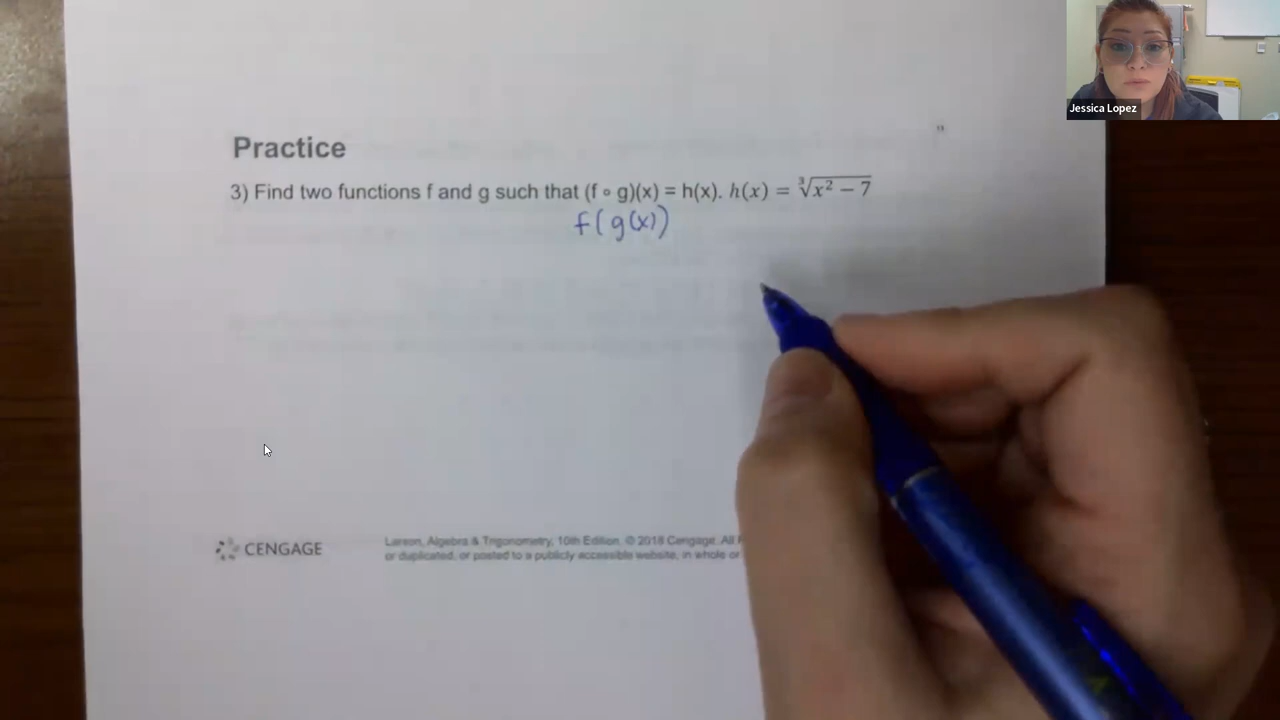 Jessica Lopez
Practice
3) Find two functions f and g such that (f ∘ g)(x) = h(x). h(x) = ∛(x² − 7)
f(g(x))
CENGAGE
Larson, Algebra & Trigonometry, 10th Edition, © 2018 Cengage. All
or duplicated, or posted to a publicly accessible website, in whole or